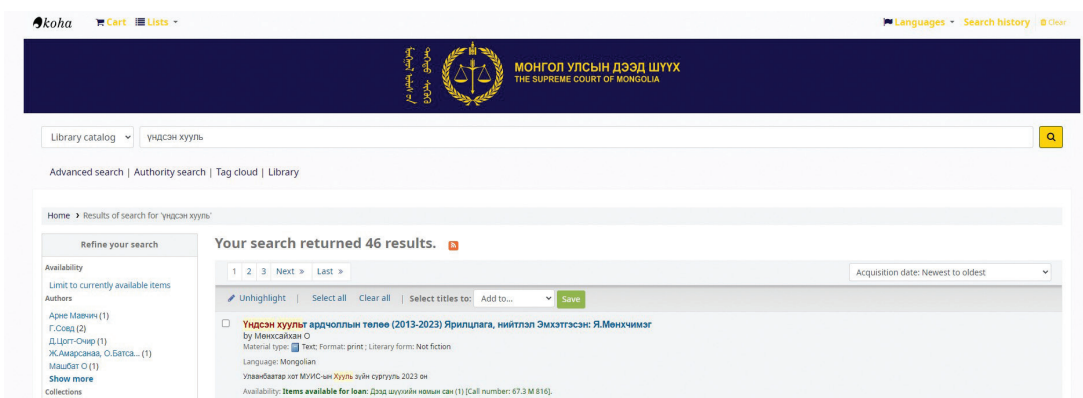 koha Cart Lists Languages Search history Clear
МОНГОЛ УЛСЫН ДЭЭД ШҮҮХ
THE SUPREME COURT OF MONGOLIA
Library catalog үндсэн хууль
Advanced search | Authority search | Tag cloud | Library
Home › Results of search for 'үндсэн хууль'
Refine your search
Availability
Limit to currently available items
Authors
Арне Мавчич (1)
Г.Совд (2)
Д.Цогт-Очир (1)
Ж.Амарсанаа, О.Батса... (1)
Машбат О (1)
Show more
Collections
Your search returned 46 results.
1 2 3 Next » Last » Acquisition date: Newest to oldest
Unhighlight | Select all Clear all | Select titles to: Add to... Save
Үндсэн хуульт ардчоллын төлөө (2013-2023) Ярилцлага, нийтлэл Эмхэтгэсэн: Я.Мөнхчимэг
by Мөнхсайхан О
Material type: Text; Format: print ; Literary form: Not fiction
Language: Mongolian
Улаанбаатар хот МУИС-ын Хууль зүйн сургууль 2023 он
Availability: Items available for loan: Дээд шүүхийн номын сан (1) [Call number: 67.3 М 816].